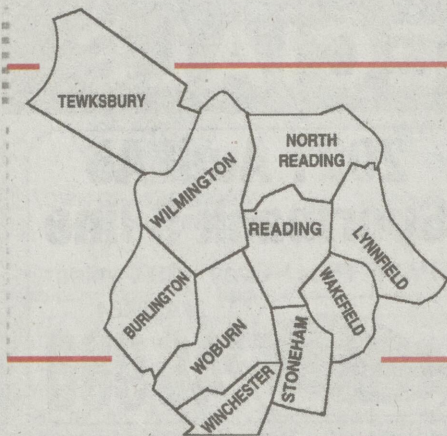 TEWKSBURY
NORTH
READING
WILMINGTON
READING
LYNNFIELD
BURLINGTON
WAKEFIELD
WOBURN
STONEHAM
WINCHESTER